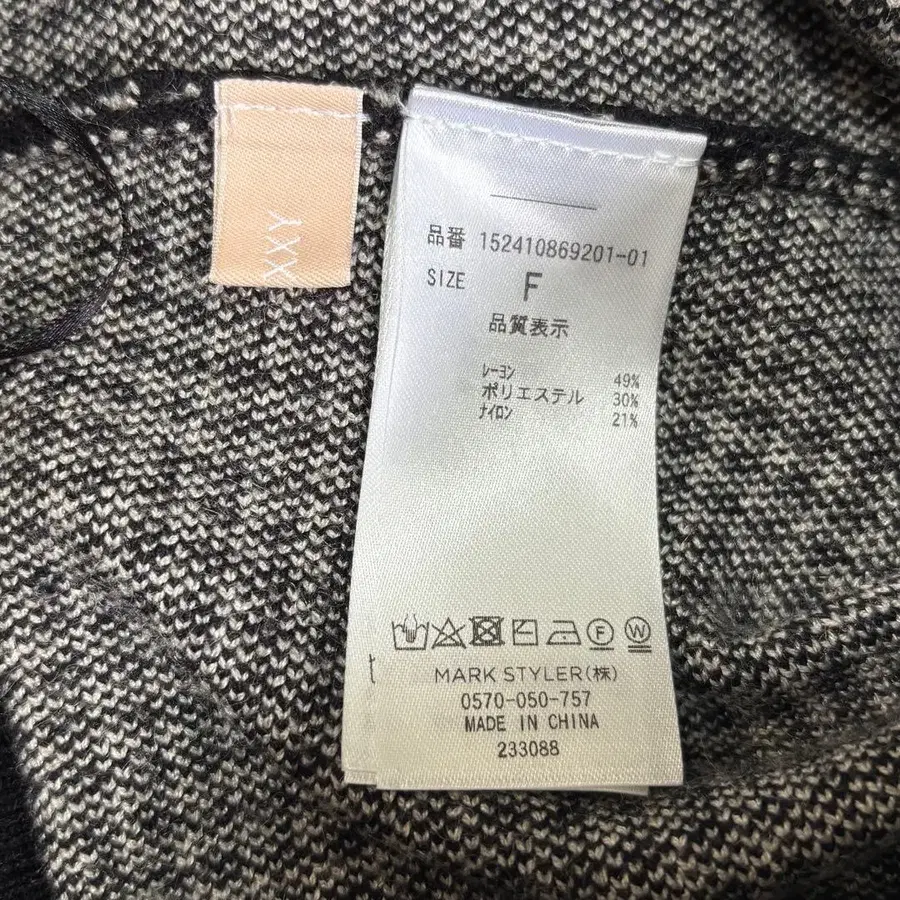 XXY
品番 152410869201-01
SIZE F
品質表示
レーヨン 49%
ポリエステル 30%
ナイロン 21%
F W
MARK STYLER(株)
0570-050-757
MADE IN CHINA
233088